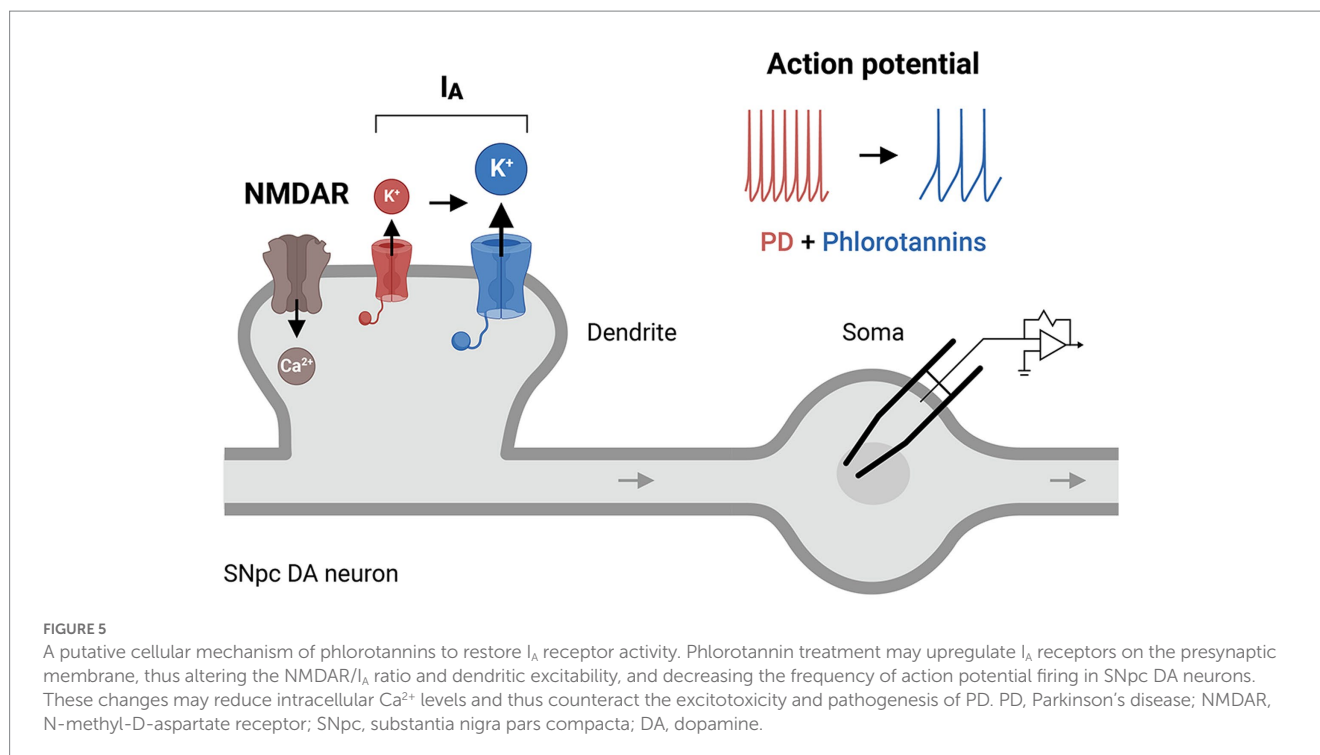 Action potential
I_A
K⁺
K⁺
NMDAR
PD + Phlorotannins
Ca²⁺
Dendrite
Soma
SNpc DA neuron
FIGURE 5
A putative cellular mechanism of phlorotannins to restore I_A receptor activity. Phlorotannin treatment may upregulate I_A receptors on the presynaptic
membrane, thus altering the NMDAR/I_A ratio and dendritic excitability, and decreasing the frequency of action potential firing in SNpc DA neurons.
These changes may reduce intracellular Ca²⁺ levels and thus counteract the excitotoxicity and pathogenesis of PD. PD, Parkinson’s disease; NMDAR,
N-methyl-D-aspartate receptor; SNpc, substantia nigra pars compacta; DA, dopamine.